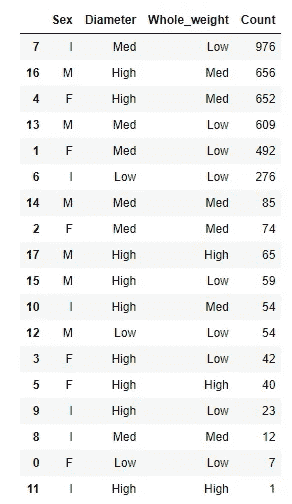 Sex Diameter Whole_weight Count
7 I Med Low 976
16 M High Med 656
4 F High Med 652
13 M Med Low 609
1 F Med Low 492
6 I Low Low 276
14 M Med Med 85
2 F Med Med 74
17 M High High 65
15 M High Low 59
10 I High Med 54
12 M Low Low 54
3 F High Low 42
5 F High High 40
9 I High Low 23
8 I Med Med 12
0 F Low Low 7
11 I High High 1